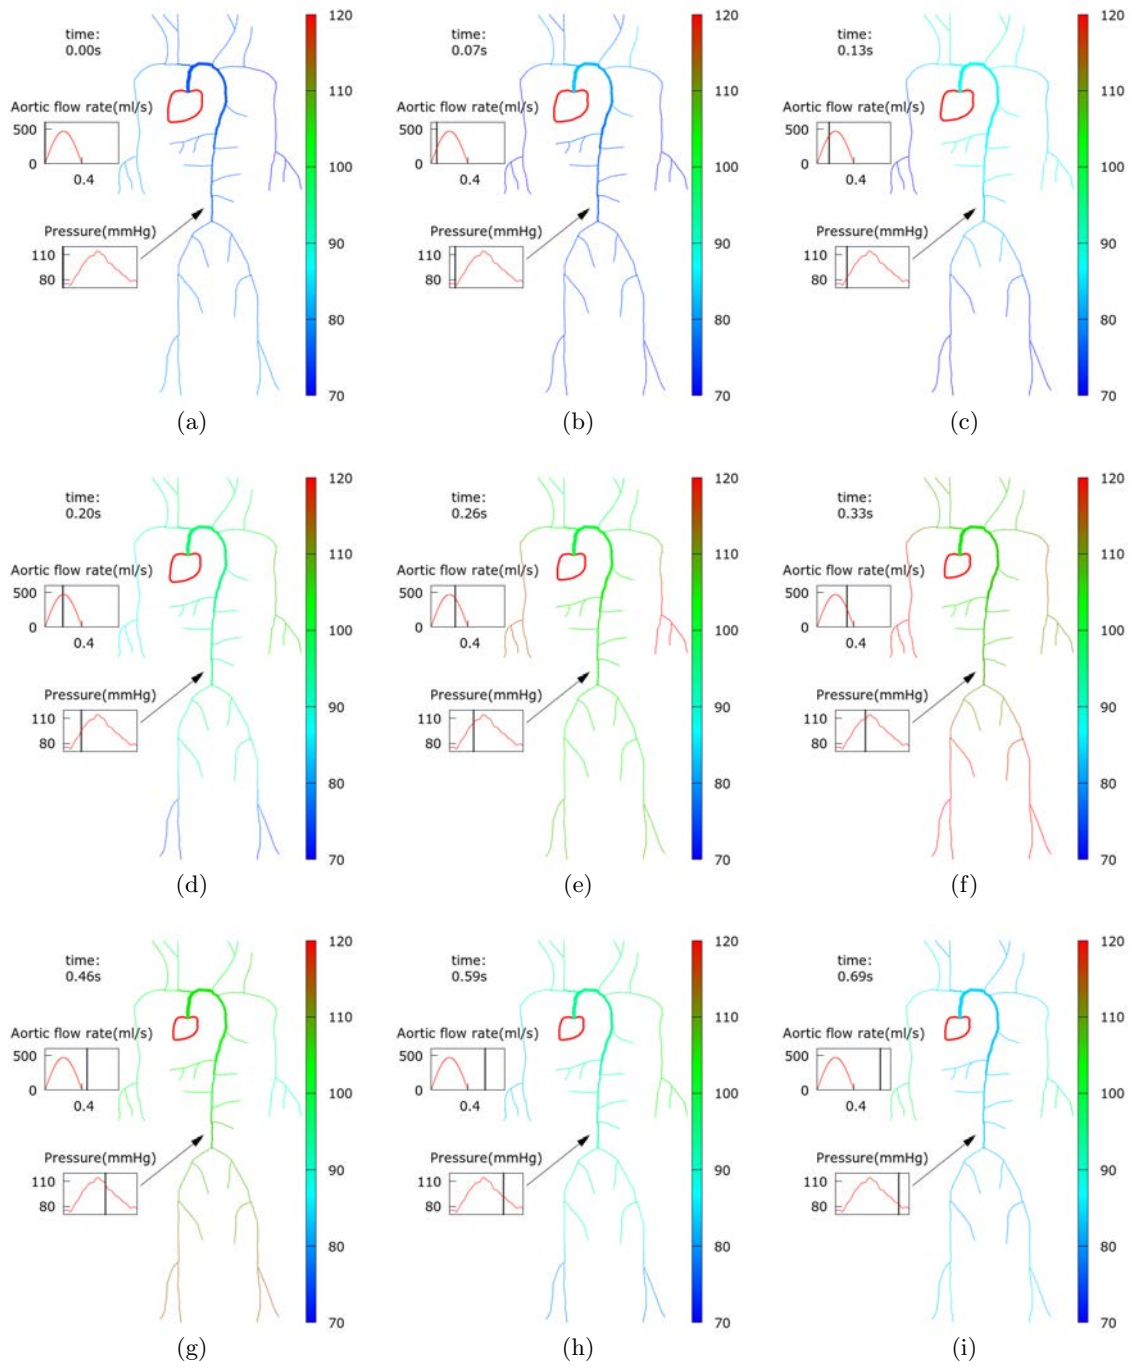 time:
0.00s
Aortic flow rate(ml/s)
500
0
0.4
Pressure(mmHg)
110
80
120
110
100
90
80
70
(a)
time:
0.07s
Aortic flow rate(ml/s)
500
0
0.4
Pressure(mmHg)
110
80
120
110
100
90
80
70
(b)
time:
0.13s
Aortic flow rate(ml/s)
500
0
0.4
Pressure(mmHg)
110
80
120
110
100
90
80
70
(c)
time:
0.20s
Aortic flow rate(ml/s)
500
0
0.4
Pressure(mmHg)
110
80
120
110
100
90
80
70
(d)
time:
0.26s
Aortic flow rate(ml/s)
500
0
0.4
Pressure(mmHg)
110
80
120
110
100
90
80
70
(e)
time:
0.33s
Aortic flow rate(ml/s)
500
0
0.4
Pressure(mmHg)
110
80
120
110
100
90
80
70
(f)
time:
0.46s
Aortic flow rate(ml/s)
500
0
0.4
Pressure(mmHg)
110
80
120
110
100
90
80
70
(g)
time:
0.59s
Aortic flow rate(ml/s)
500
0
0.4
Pressure(mmHg)
110
80
120
110
100
90
80
70
(h)
time:
0.69s
Aortic flow rate(ml/s)
500
0
0.4
Pressure(mmHg)
110
80
120
110
100
90
80
70
(i)